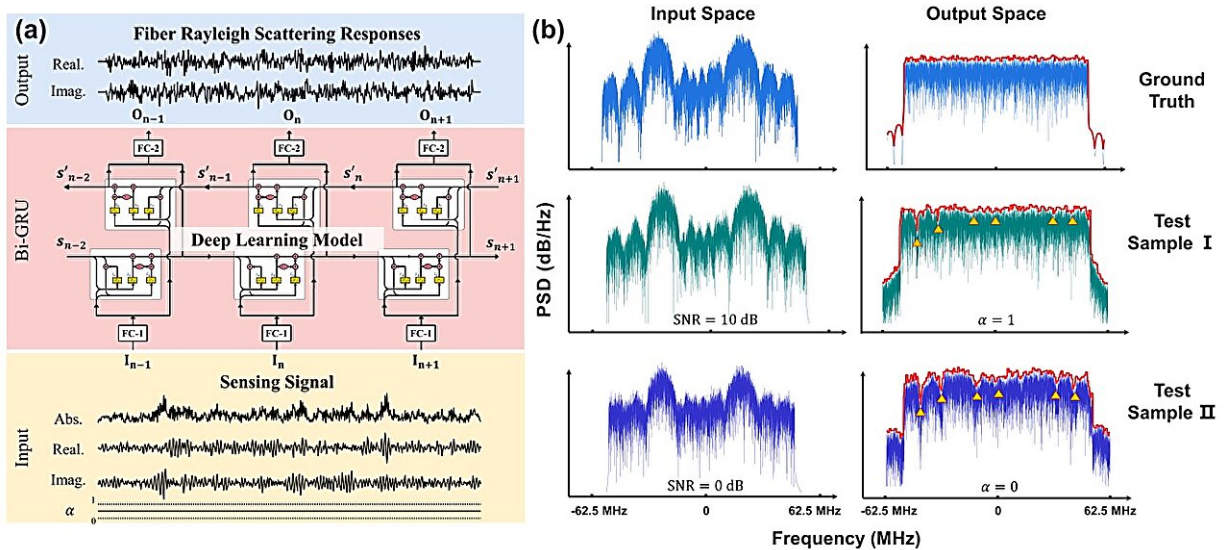 (a)
Fiber Rayleigh Scattering Responses
Output
Real.
Imag.
O_{n−1} O_n O_{n+1}
FC-2 FC-2 FC-2
s'_{n−2} s'_{n−1} s'_n s'_{n+1}
Bi-GRU
Deep Learning Model
s_{n−2} s_{n+1}
FC-1 FC-1 FC-1
I_{n−1} I_n I_{n+1}
Sensing Signal
Input
Abs.
Real.
Imag.
1
α
0
(b)
Input Space Output Space
Ground
Truth
PSD (dB/Hz)
SNR = 10 dB
α = 1
Test
Sample I
SNR = 0 dB
α = 0
Test
Sample II
-62.5 MHz 0 62.5 MHz -62.5 MHz 0 62.5 MHz
Frequency (MHz)